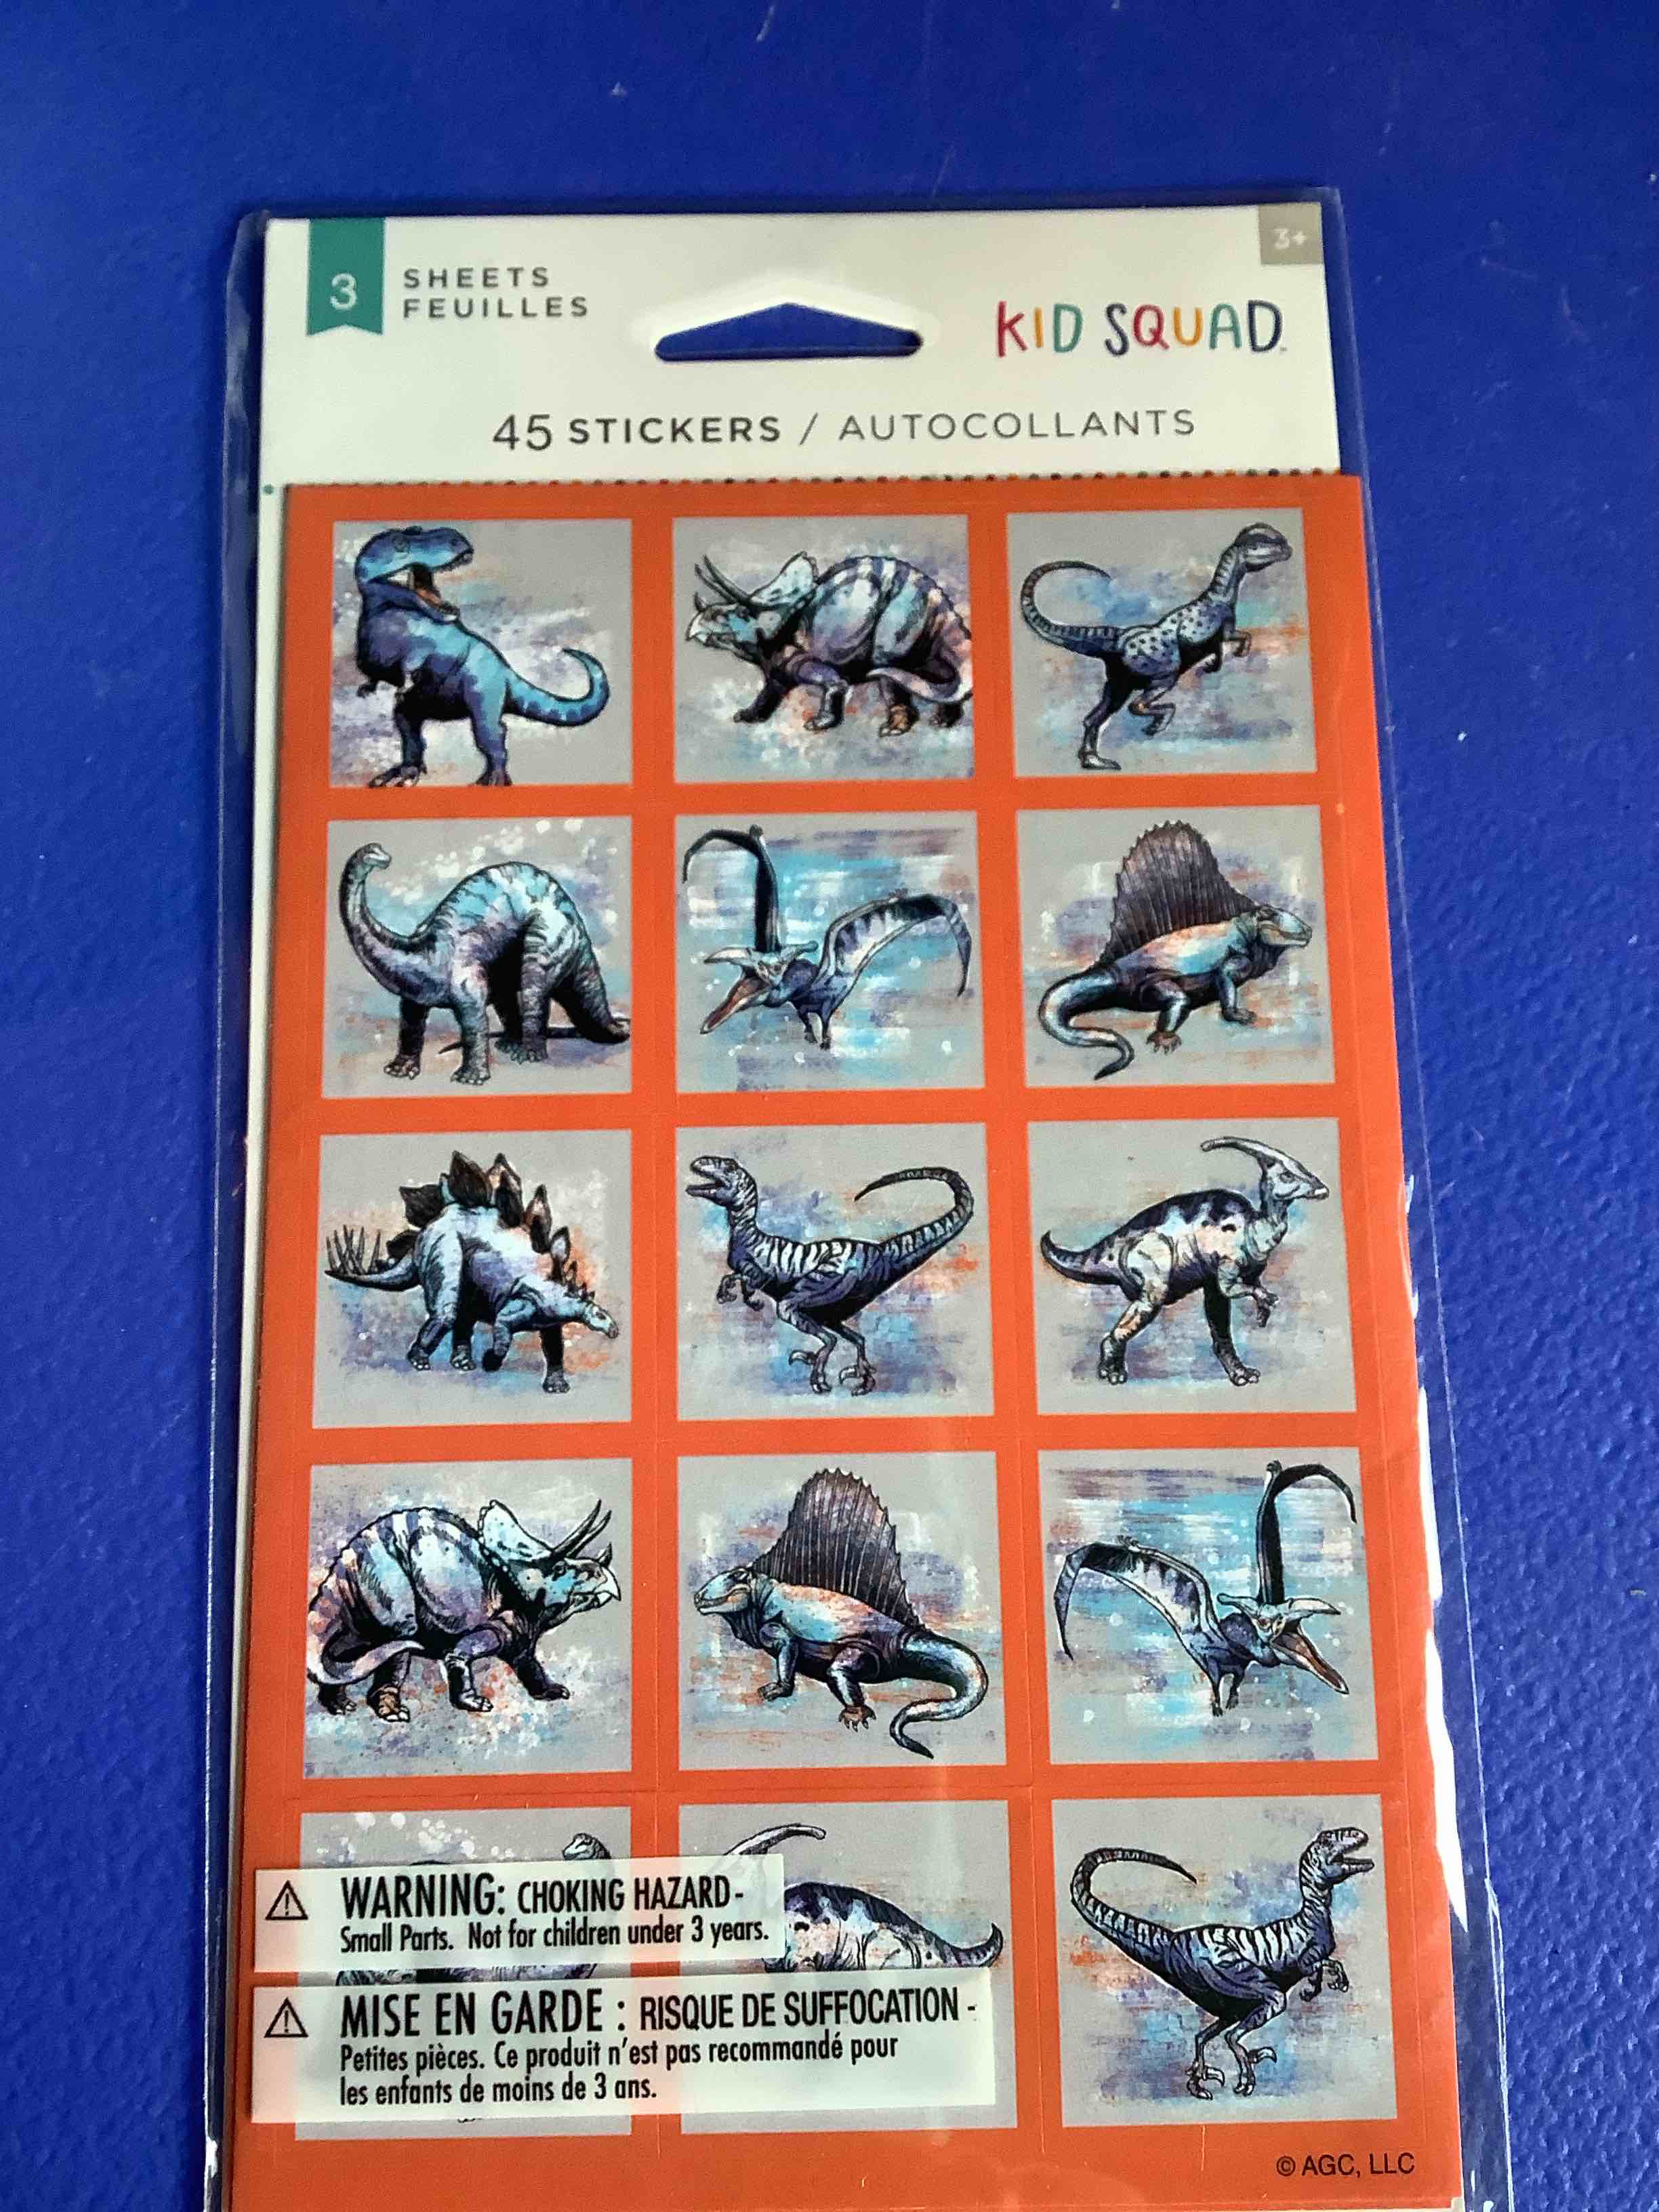 3
SHEETS
FEUILLES
3+
KID SQUAD
45 STICKERS / AUTOCOLLANTS
WARNING: CHOKING HAZARD-
Small Parts. Not for children under 3 years.
MISE EN GARDE : RISQUE DE SUFFOCATION -
Petites pièces. Ce produit n'est pas recommandé pour
les enfants de moins de 3 ans.
© AGC, LLC